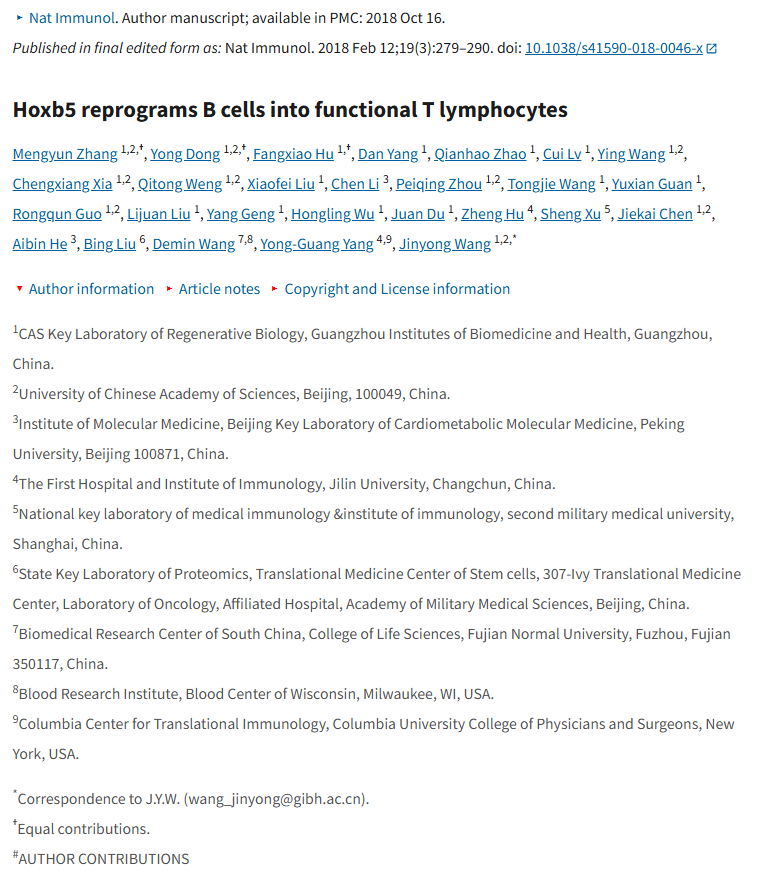 ▸ Nat Immunol. Author manuscript; available in PMC: 2018 Oct 16.
Published in final edited form as: Nat Immunol. 2018 Feb 12;19(3):279–290. doi: 10.1038/s41590-018-0046-x
Hoxb5 reprograms B cells into functional T lymphocytes
Mengyun Zhang 1,2,†, Yong Dong 1,2,†, Fangxiao Hu 1,†, Dan Yang 1, Qianhao Zhao 1, Cui Lv 1, Ying Wang 1,2,
Chengxiang Xia 1,2, Qitong Weng 1,2, Xiaofei Liu 1, Chen Li 3, Peiqing Zhou 1,2, Tongjie Wang 1, Yuxian Guan 1,
Rongqun Guo 1,2, Lijuan Liu 1, Yang Geng 1, Hongling Wu 1, Juan Du 1, Zheng Hu 4, Sheng Xu 5, Jiekai Chen 1,2,
Aibin He 3, Bing Liu 6, Demin Wang 7,8, Yong-Guang Yang 4,9, Jinyong Wang 1,2,*
▾ Author information ▸ Article notes ▸ Copyright and License information
1CAS Key Laboratory of Regenerative Biology, Guangzhou Institutes of Biomedicine and Health, Guangzhou,
China.
2University of Chinese Academy of Sciences, Beijing, 100049, China.
3Institute of Molecular Medicine, Beijing Key Laboratory of Cardiometabolic Molecular Medicine, Peking
University, Beijing 100871, China.
4The First Hospital and Institute of Immunology, Jilin University, Changchun, China.
5National key laboratory of medical immunology &institute of immunology, second military medical university,
Shanghai, China.
6State Key Laboratory of Proteomics, Translational Medicine Center of Stem cells, 307-Ivy Translational Medicine
Center, Laboratory of Oncology, Affiliated Hospital, Academy of Military Medical Sciences, Beijing, China.
7Biomedical Research Center of South China, College of Life Sciences, Fujian Normal University, Fuzhou, Fujian
350117, China.
8Blood Research Institute, Blood Center of Wisconsin, Milwaukee, WI, USA.
9Columbia Center for Translational Immunology, Columbia University College of Physicians and Surgeons, New
York, USA.
*Correspondence to J.Y.W. (wang_jinyong@gibh.ac.cn).
†Equal contributions.
#AUTHOR CONTRIBUTIONS